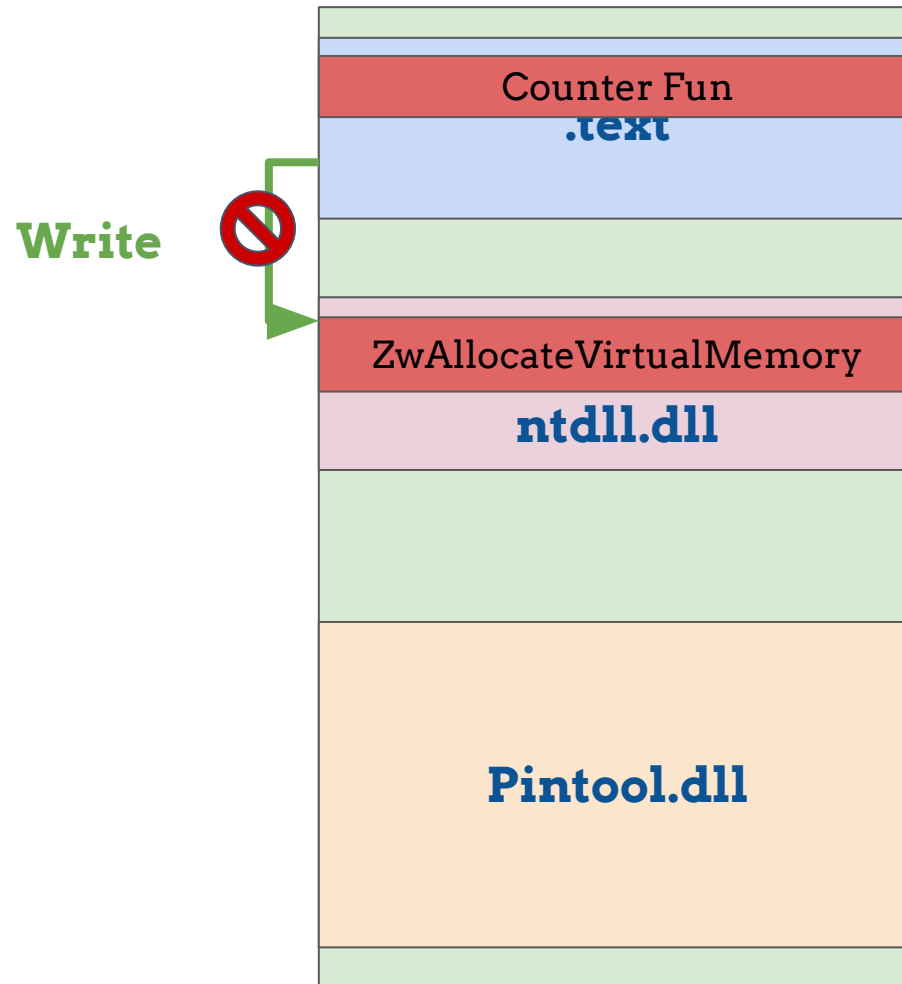 Counter Fun
.text
Write
ZwAllocateVirtualMemory
ntdll.dll
Pintool.dll